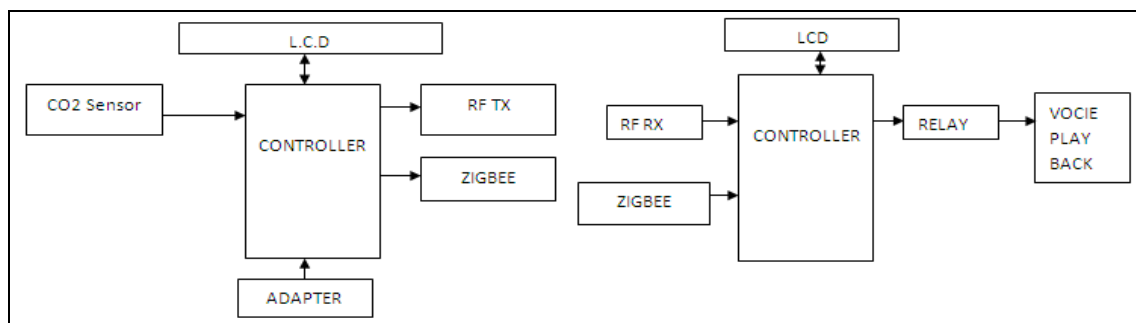 L.C.D
CO2 Sensor
CONTROLLER
RF TX
ZIGBEE
ADAPTER
LCD
RF RX
ZIGBEE
CONTROLLER
RELAY
VOCIE
PLAY
BACK